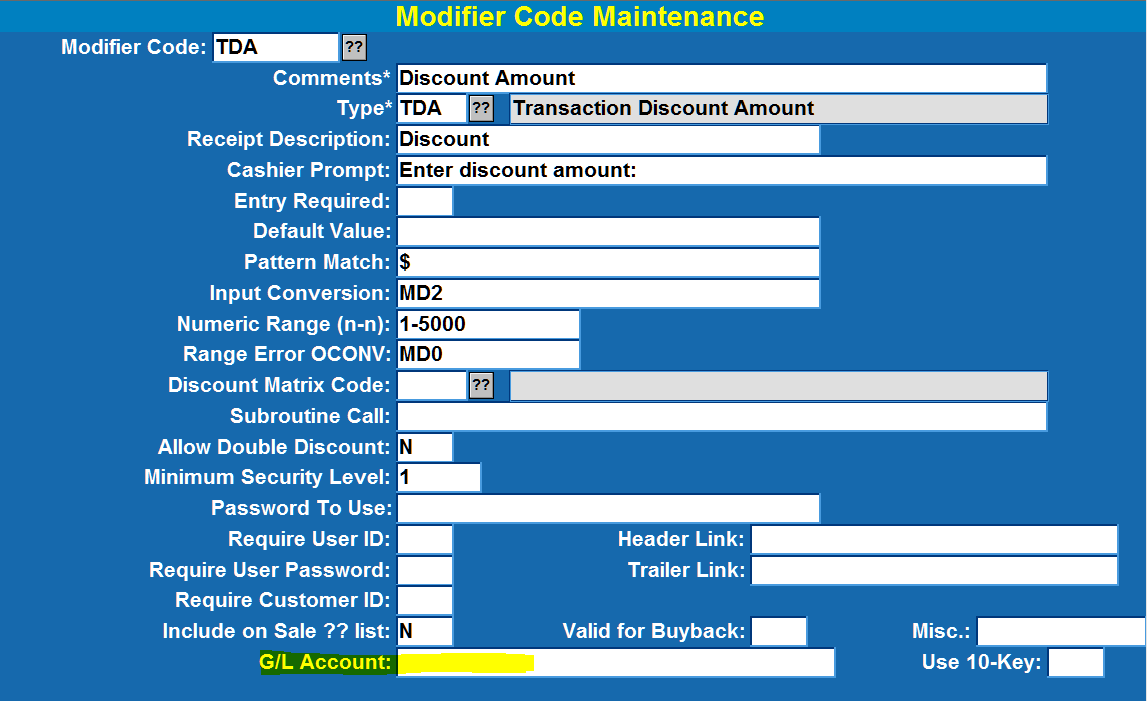 Modifier Code Maintenance
Modifier Code: TDA ??
Comments* Discount Amount
Type* TDA ?? Transaction Discount Amount
Receipt Description: Discount
Cashier Prompt: Enter discount amount:
Entry Required:
Default Value:
Pattern Match: $
Input Conversion: MD2
Numeric Range (n-n): 1-5000
Range Error OCONV: MD0
Discount Matrix Code: ??
Subroutine Call:
Allow Double Discount: N
Minimum Security Level: 1
Password To Use:
Require User ID: Header Link:
Require User Password: Trailer Link:
Require Customer ID:
Include on Sale ?? list: N Valid for Buyback: Misc.:
G/L Account: Use 10-Key: